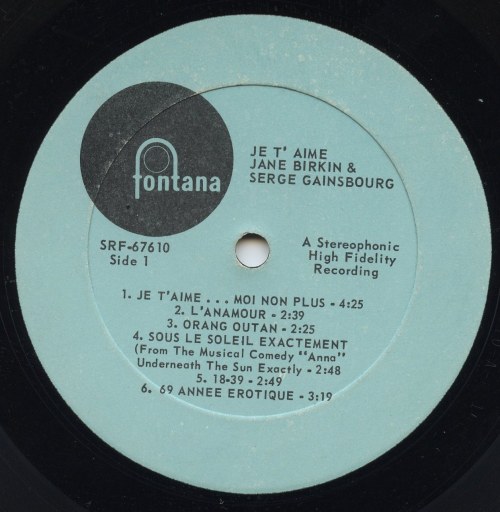 fontana
JE T' AIME
JANE BIRKIN &
SERGE GAINSBOURG
SRF-67610
Side 1
A Stereophonic
High Fidelity
Recording
1. JE T'AIME . . . MOI NON PLUS - 4:25
2. L'ANAMOUR - 2:39
3. ORANG OUTAN - 2:25
4. SOUS LE SOLEIL EXACTEMENT
(From The Musical Comedy "Anna"
Underneath The Sun Exactly - 2:48
5. 18-39 - 2:49
6. 69 ANNEE EROTIQUE - 3:19